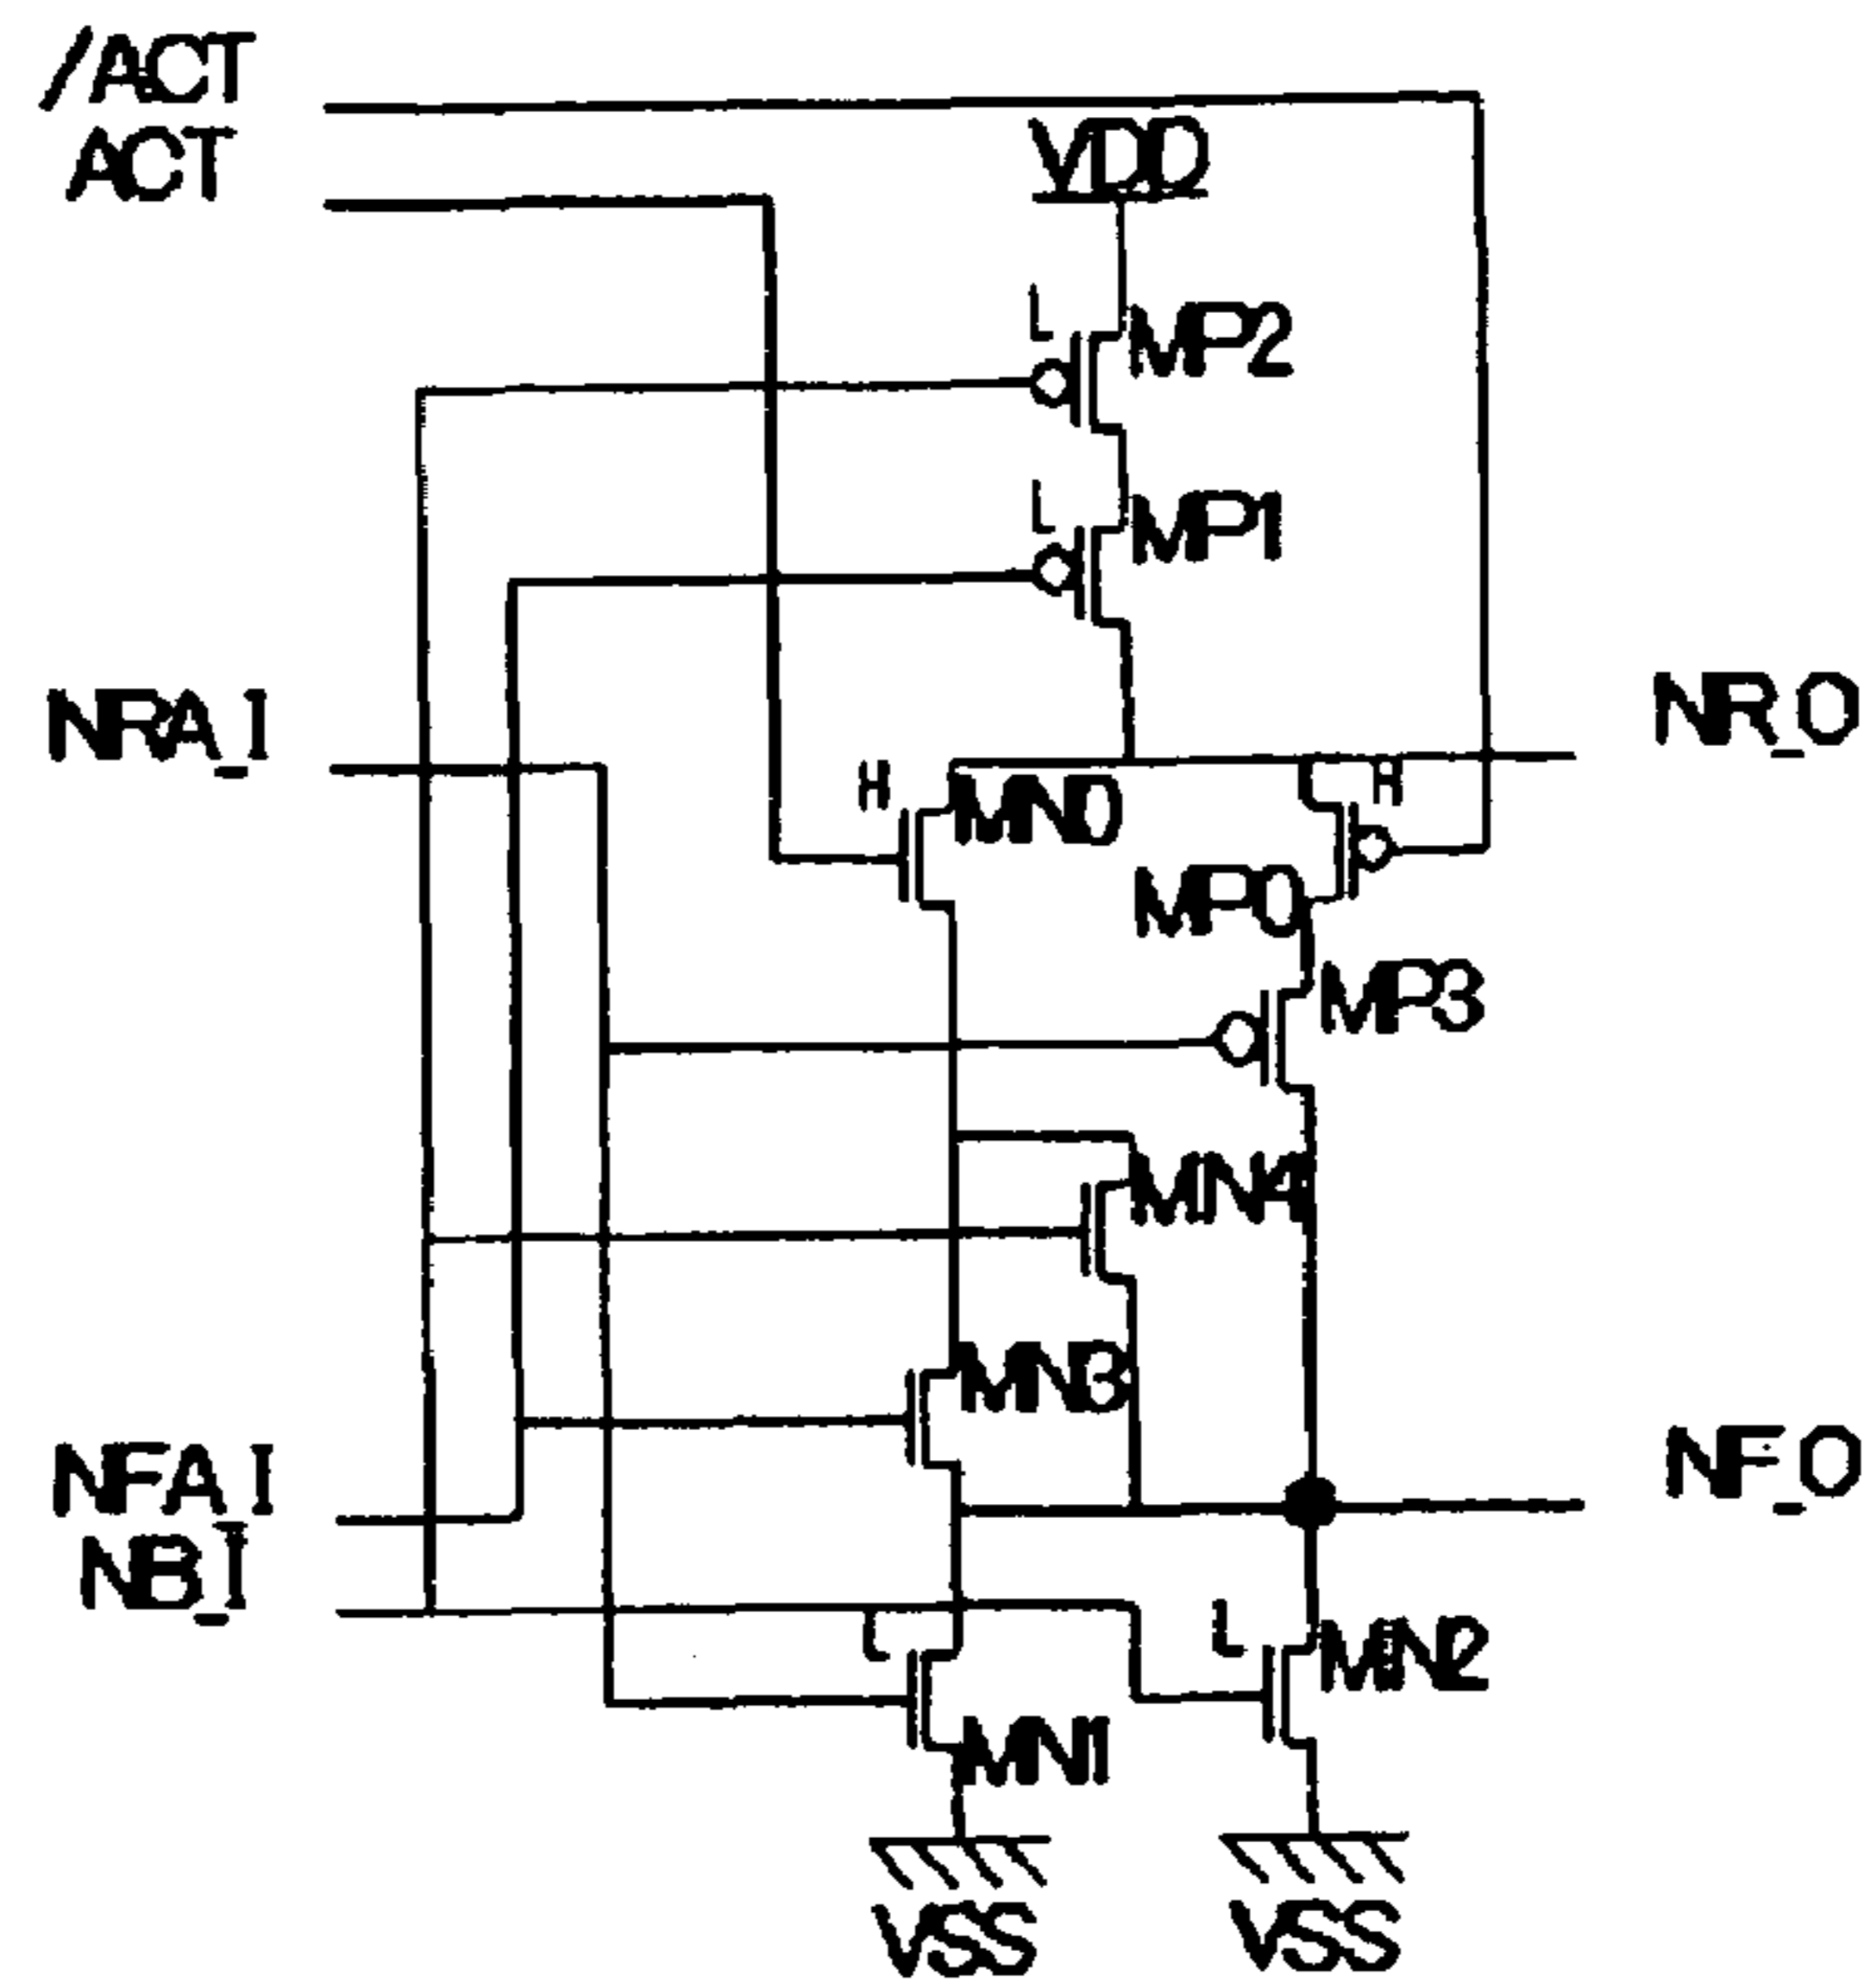 /ACT
ACT
VDD
L
MP2
L
MP1
NRA_I
NR_O
H
MN0
H
MP0
MP3
MN4
MN3
NFA_I
NF_O
NB_I
L
L
MN2
MN1
VSS
VSS